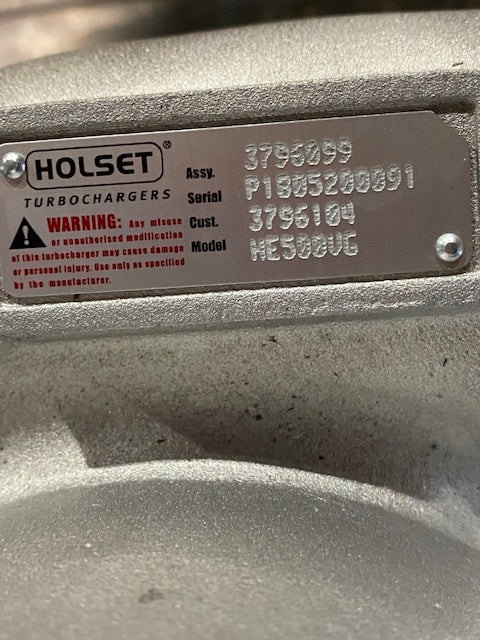 HOLSET®
TURBOCHARGERS
WARNING: Any misuse
or unauthorised modification
of this turbocharger may cause damage
or personal injury. Use only as specified
by the manufacturer.
Assy. 3796099
Serial P1805200091
Cust. 3796104
Model HE500VG